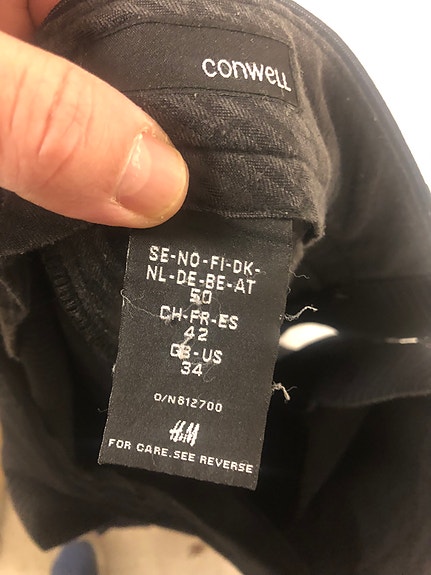 conwell
SE-NO-FI-DK-
NL-DE-BE-AT
50
CH-FR-ES
42
GB-US
34
O/N812700
H&M
FOR CARE.SEE REVERSE